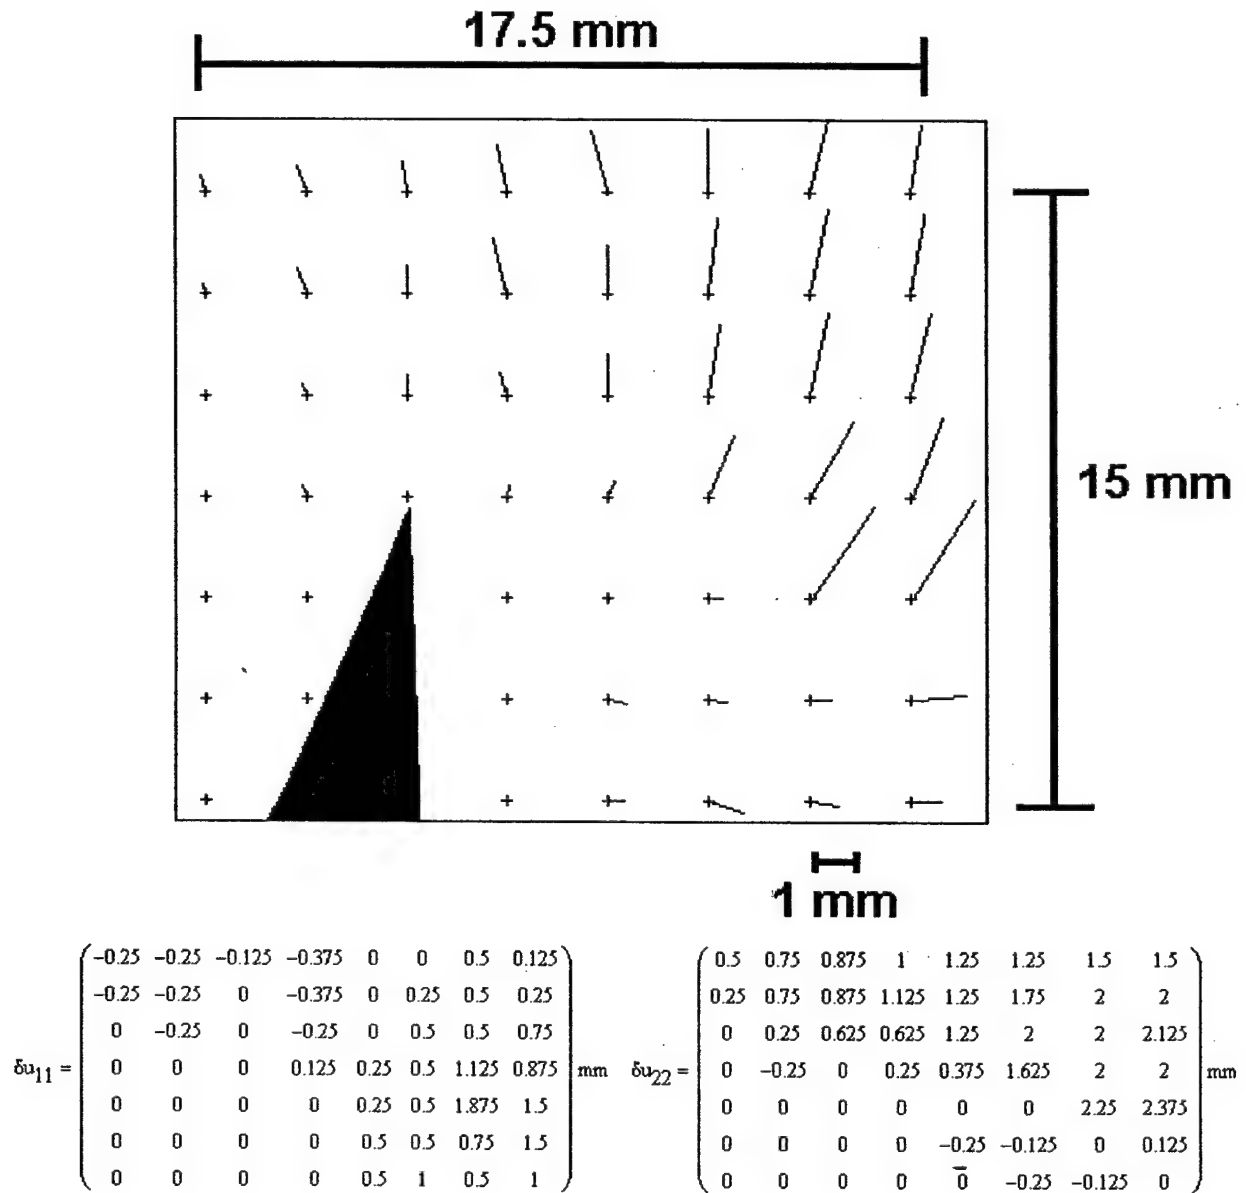 17.5 mm
15 mm
1 mm
δu11 = -0.25 -0.25 -0.125 -0.375 0 0 0.5 0.125
-0.25 -0.25 0 -0.375 0 0.25 0.5 0.25
0 -0.25 0 -0.25 0 0.5 0.5 0.75
0 0 0 0.125 0.25 0.5 1.125 0.875
0 0 0 0 0.25 0.5 1.875 1.5
0 0 0 0 0.5 0.5 0.75 1.5
0 0 0 0 0.5 1 0.5 1
mm
δu22 = 0.5 0.75 0.875 1 1.25 1.25 1.5 1.5
0.25 0.75 0.875 1.125 1.25 1.75 2 2
0 0.25 0.625 0.625 1.25 2 2 2.125
0 -0.25 0 0.25 0.375 1.625 2 2
0 0 0 0 0 0 2.25 2.375
0 0 0 0 -0.25 -0.125 0 0.125
0 0 0 0 0 -0.25 -0.125 0
mm